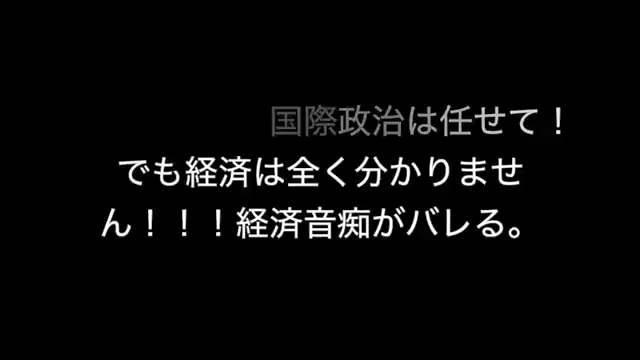 国際政治は任せて！
でも経済は全く分かりませ
ん！！！経済音痴がバレる。